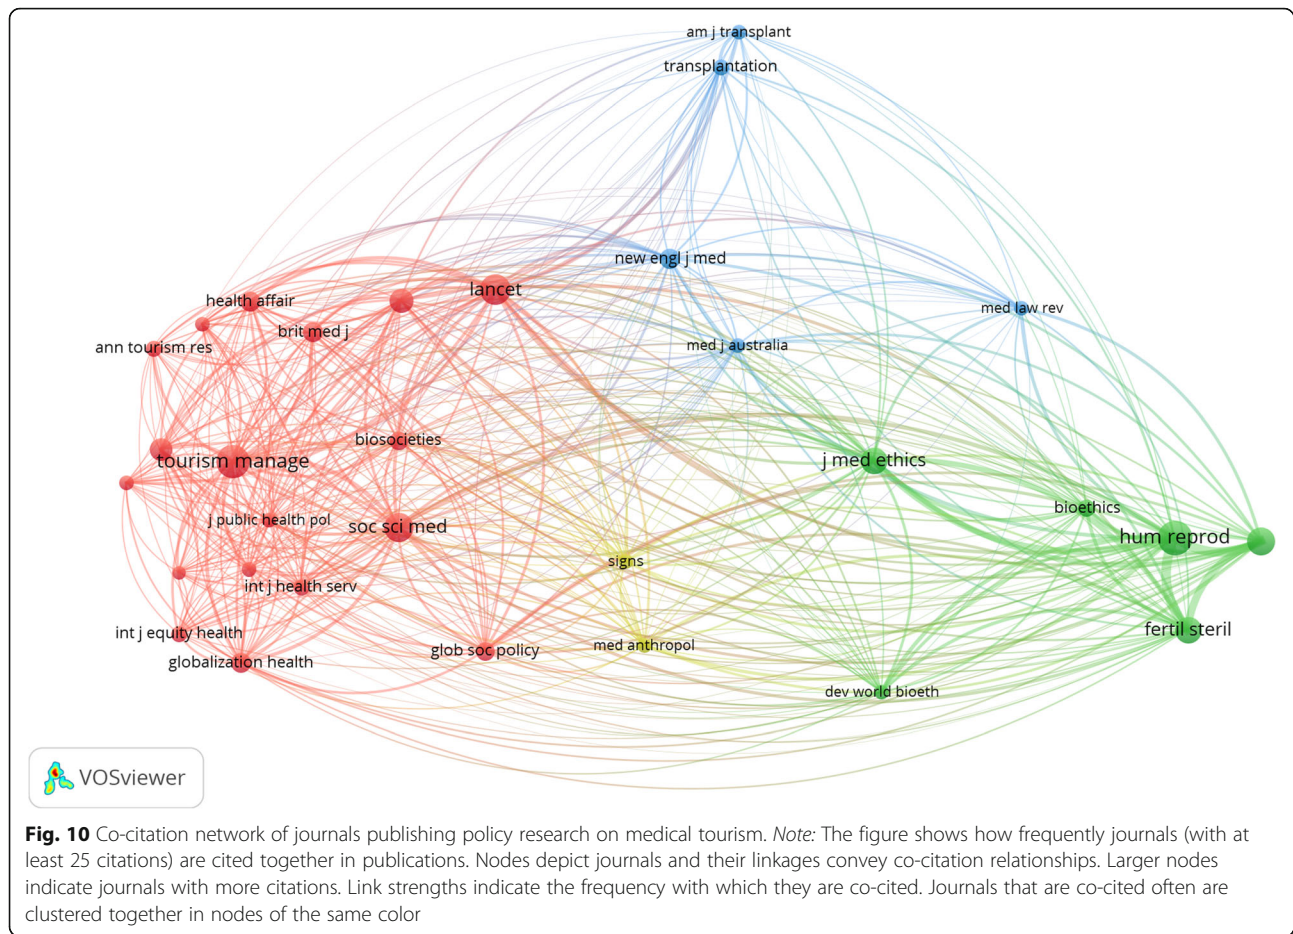 am j transplant
transplantation
new engl j med
lancet
health affair
med law rev
brit med j
ann tourism res
med j australia
biosocieties
tourism manage
j med ethics
bioethics
j public health pol
soc sci med
hum reprod
signs
int j health serv
fertil steril
int j equity health
med anthropol
glob soc policy
globalization health
dev world bioeth
VOSviewer
Fig. 10 Co-citation network of journals publishing policy research on medical tourism. Note: The figure shows how frequently journals (with at
least 25 citations) are cited together in publications. Nodes depict journals and their linkages convey co-citation relationships. Larger nodes
indicate journals with more citations. Link strengths indicate the frequency with which they are co-cited. Journals that are co-cited often are
clustered together in nodes of the same color